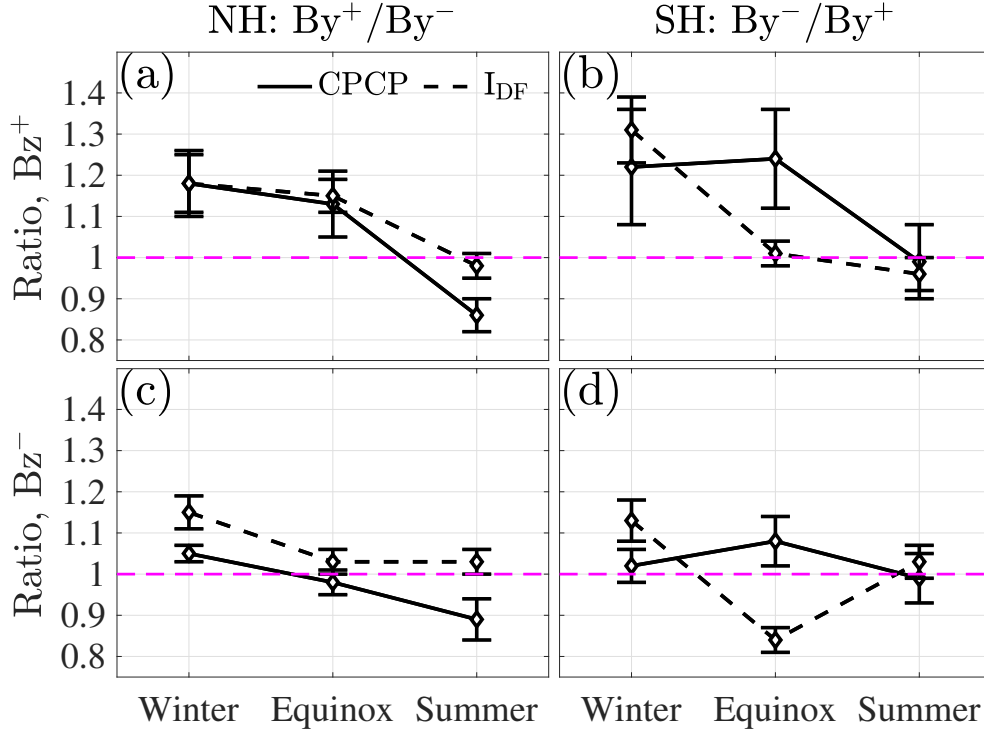 NH: By⁺/By⁻ SH: By⁻/By⁺
(a) CPCP I_DF (b)
Ratio, Bz⁺
1.4
1.3
1.2
1.1
1
0.9
0.8
(c) (d)
Ratio, Bz⁻
1.4
1.3
1.2
1.1
1
0.9
0.8
Winter Equinox Summer Winter Equinox Summer